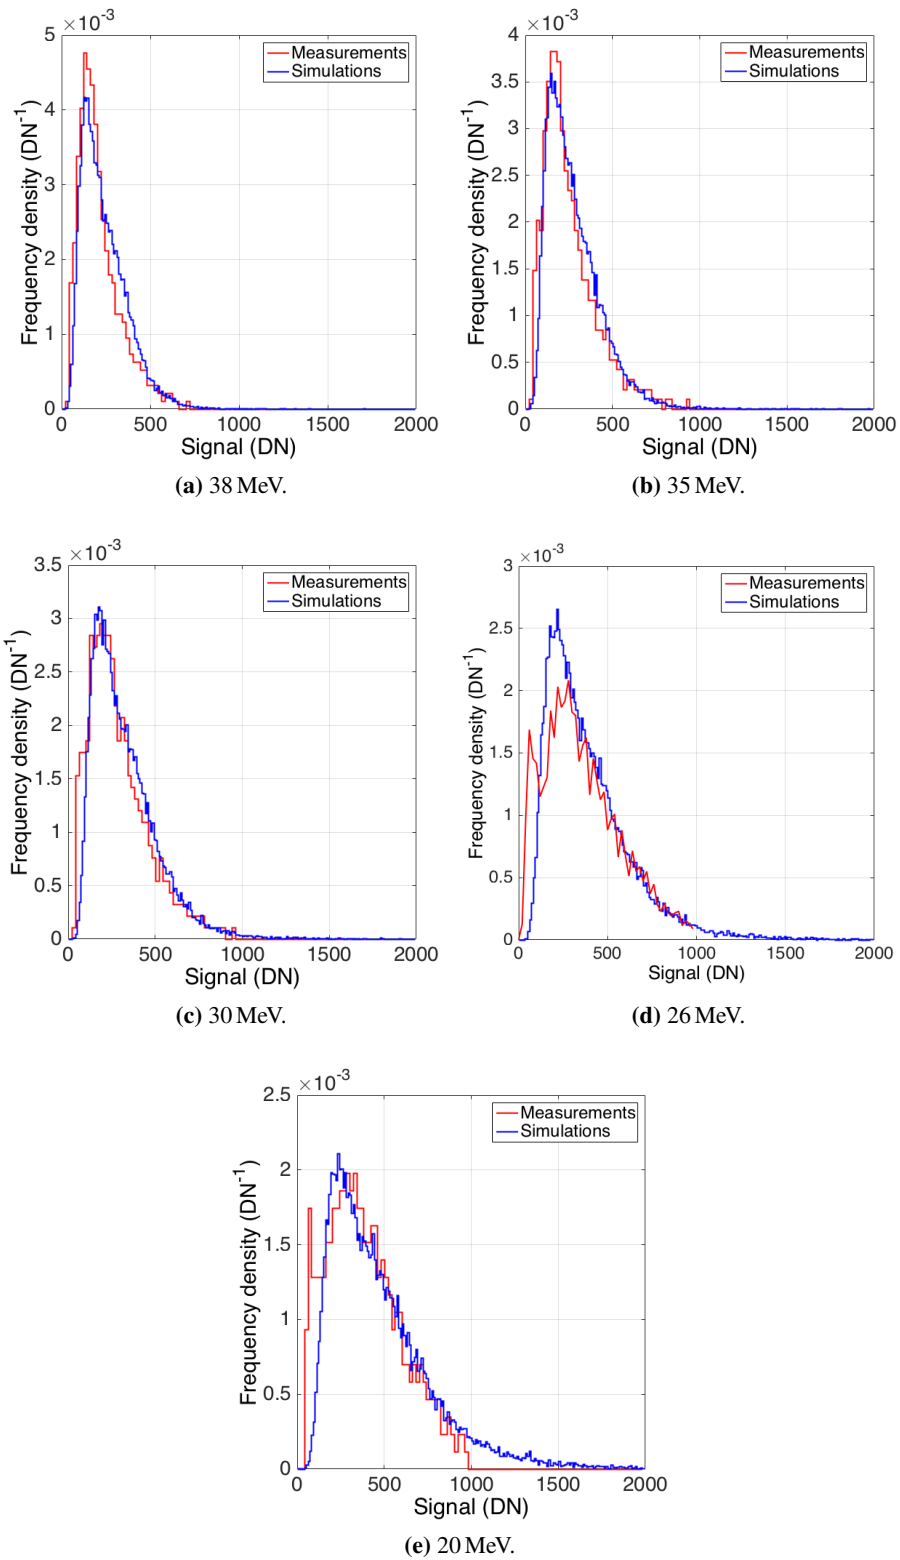 ×10-3
5
4
3
2
1
0
0 500 1000 1500 2000
Frequency density (DN-1)
Signal (DN)
Measurements
Simulations
(a) 38 MeV.
×10-3
4
3.5
3
2.5
2
1.5
1
0.5
0
0 500 1000 1500 2000
Frequency density (DN-1)
Signal (DN)
Measurements
Simulations
(b) 35 MeV.
×10-3
3.5
3
2.5
2
1.5
1
0.5
0
0 500 1000 1500 2000
Frequency density (DN-1)
Signal (DN)
Measurements
Simulations
(c) 30 MeV.
×10-3
3
2.5
2
1.5
1
0.5
0
0 500 1000 1500 2000
Frequency density (DN-1)
Signal (DN)
Measurements
Simulations
(d) 26 MeV.
×10-3
2.5
2
1.5
1
0.5
0
0 500 1000 1500 2000
Frequency density (DN-1)
Signal (DN)
Measurements
Simulations
(e) 20 MeV.